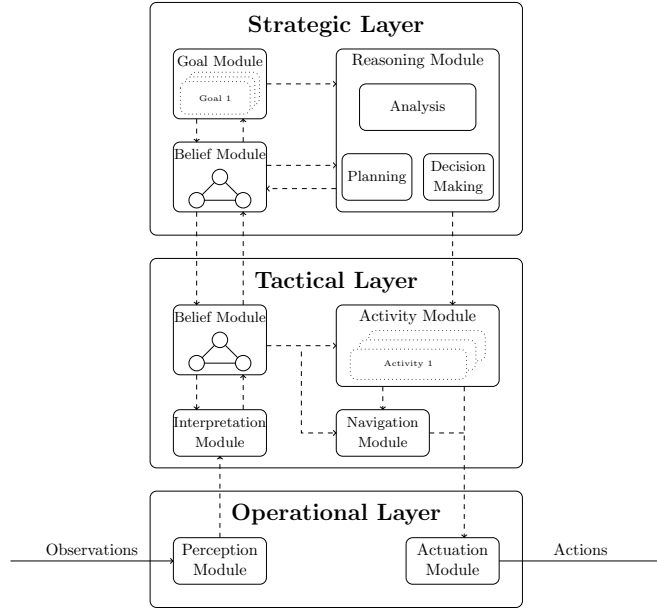 Strategic Layer
Goal Module
Goal 1
Reasoning Module
Analysis
Belief Module
Planning
Decision
Making
Tactical Layer
Belief Module
Activity Module
Activity 1
Interpretation
Module
Navigation
Module
Operational Layer
Observations
Perception
Module
Actuation
Module
Actions